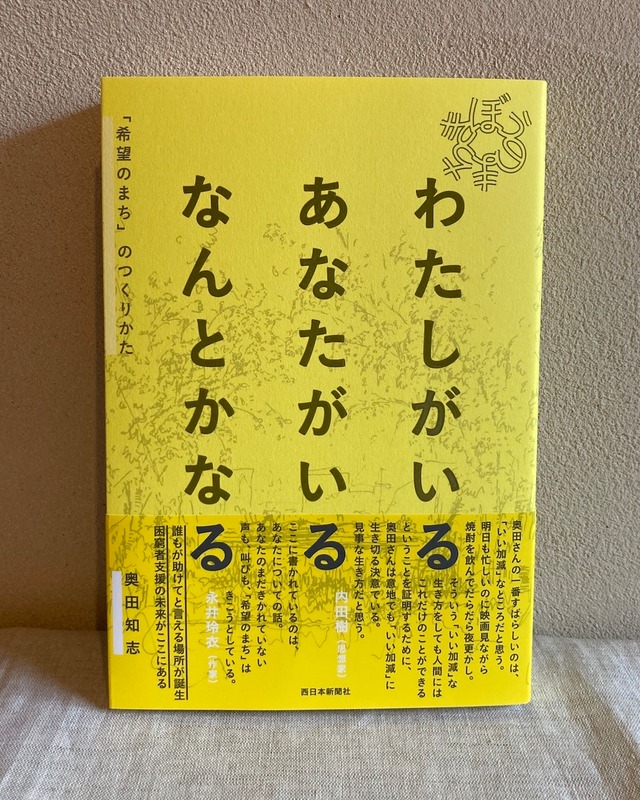 きぼうのまち
わたしがいる
あなたがいる
なんとかなる
「希望のまち」のつくりかた
奥田知志
奥田さんの一番すばらしいのは、
「いい加減」なところだと思う。
明日も忙しいのに映画見ながら
焼酎を飲んでだらだら夜更かし。
そういう「いい加減」な
生き方をしても人間には
これだけのことができる
ということを証明するために、
奥田さんは意地でも「いい加減」に
生き切る決意でいる。
見事な生き方だと思う。
内田樹(思想家)
ここに書かれているのは、
あなたについての話。
あなたのまだきかれていない
声も、叫びも、「希望のまち」は
きこうとしている。
永井玲衣(作家)
誰もが助けてと言える場所が誕生
困窮者支援の未来がここにある
西日本新聞社